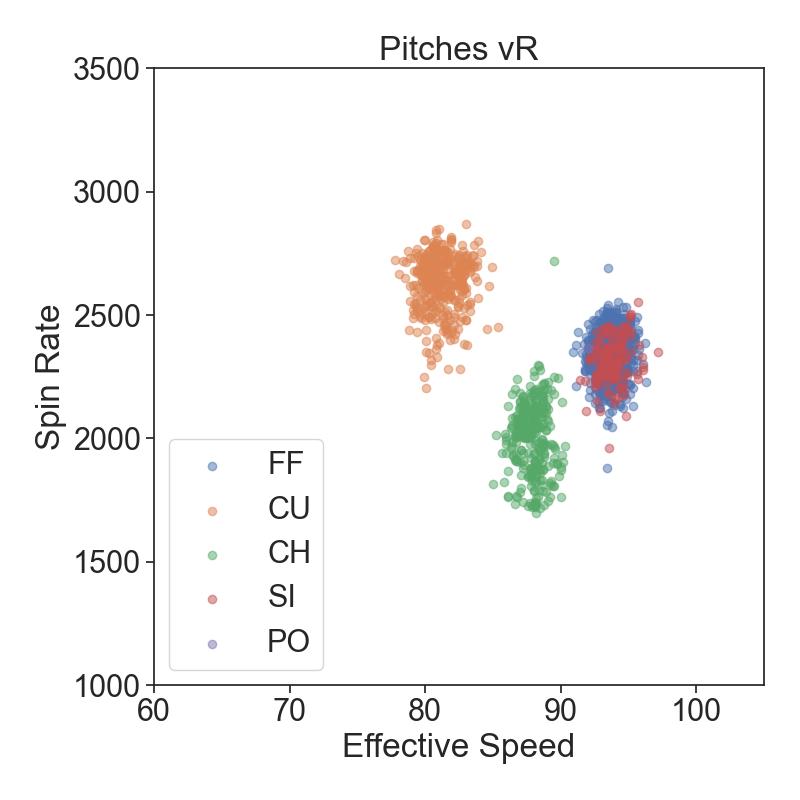 Pitches vR
3500
3000
2500
2000
1500
1000
Spin Rate
FF
CU
CH
SI
PO
60 70 80 90 100
Effective Speed